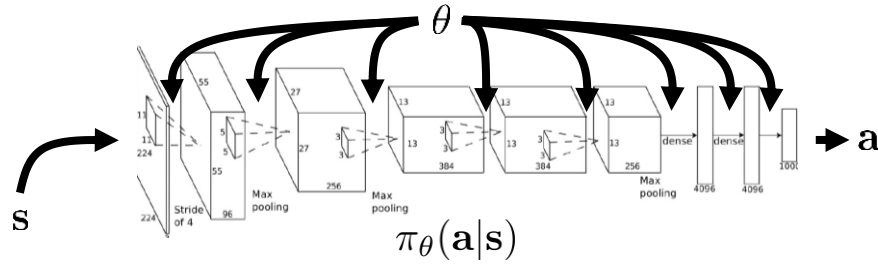 θ
55
27
13
13
13
11
5
3
3
3
11
5
27
3
13
3
13
3
13
dense
dense
224
55
384
384
256
1000
256
Max
pooling
4096
4096
224
Stride
of 4
96
Max
pooling
Max
pooling
s
a
π_θ(a|s)